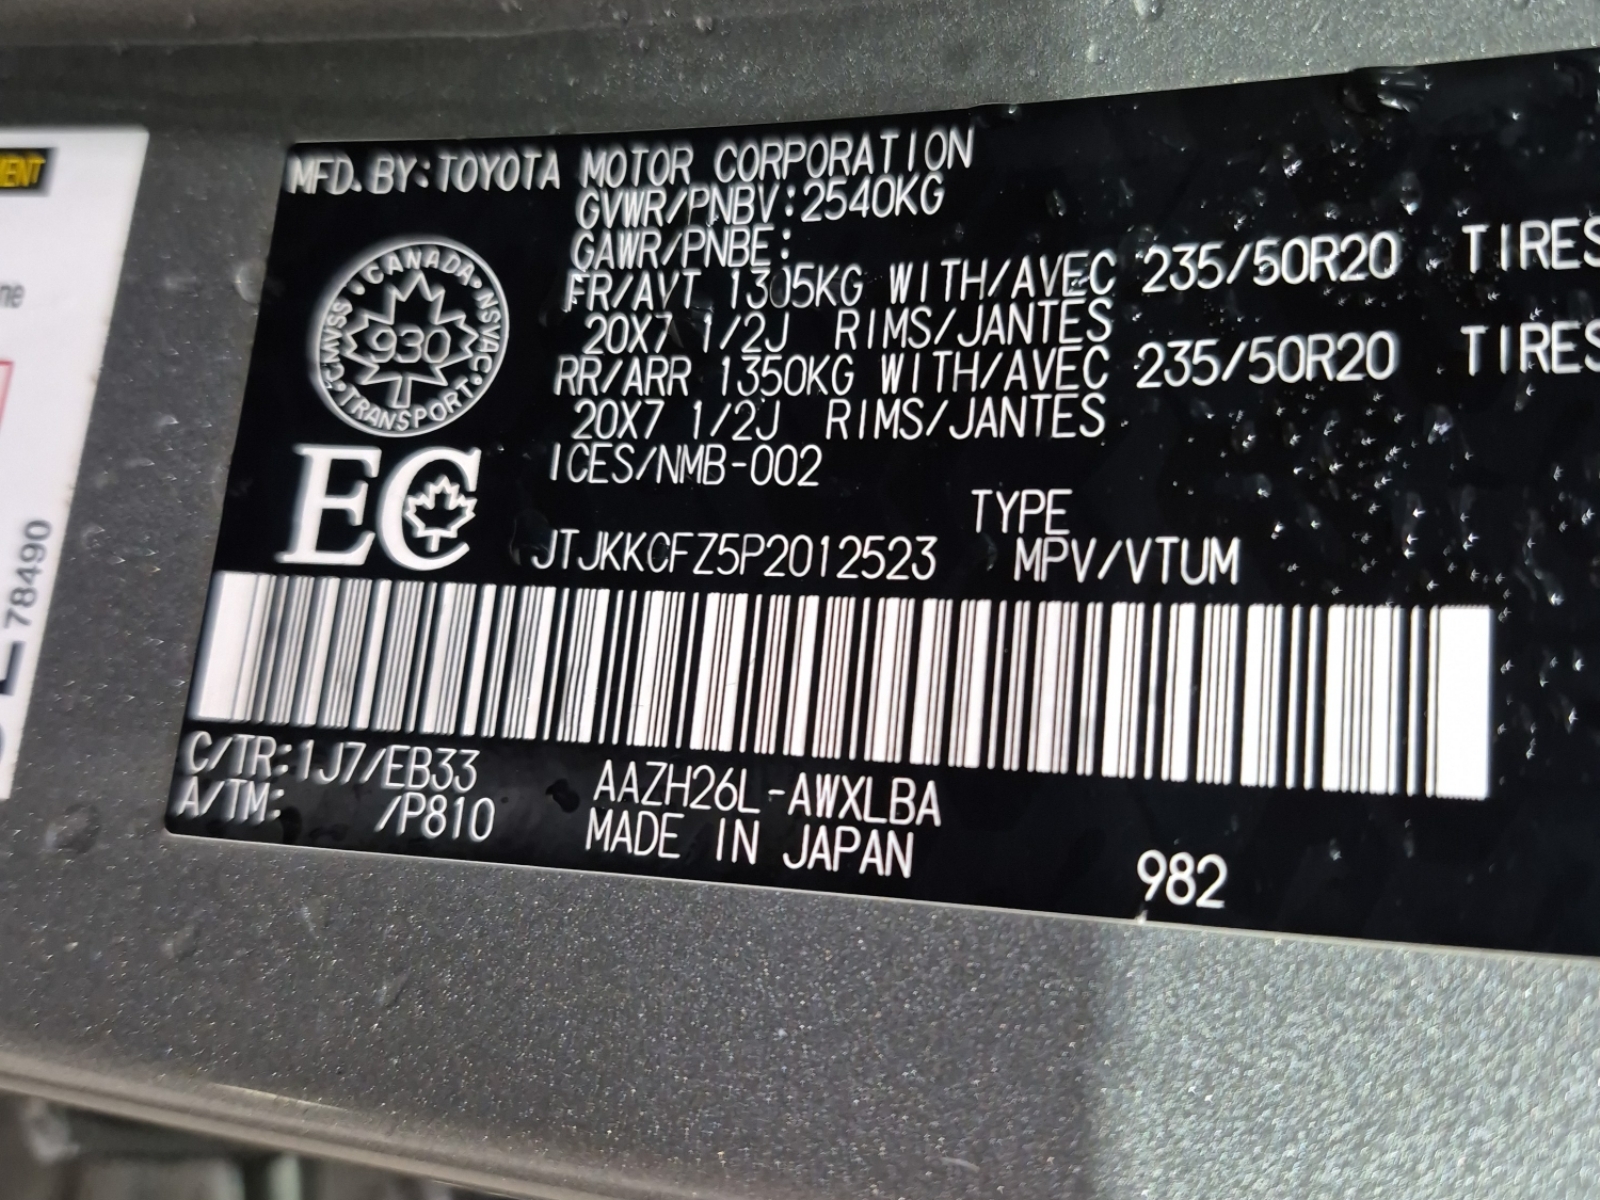 MFD. BY: TOYOTA MOTOR CORPORATION
GVWR/PNBV: 2540KG
GAWR/PNBE:
FR/AVT 1305KG WITH/AVEC 235/50R20 TIRES
20X7 1/2J RIMS/JANTES
RR/ARR 1350KG WITH/AVEC 235/50R20 TIRES
20X7 1/2J RIMS/JANTES
ICES/NMB-002
CANADA · NSVAC · TRANSPORT · CMVSS
930
EC
TYPE
JTJKKCFZ5P2012523 MPV/VTUM
C/TR: 1J7/EB33 AAZH26L-AWXLBA
A/TM: /P810 MADE IN JAPAN
982
78490